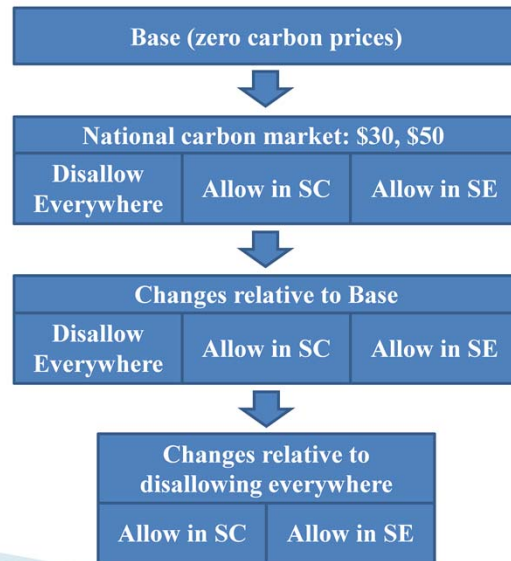 Base (zero carbon prices)
National carbon market: $30, $50
Disallow
Everywhere
Allow in SC
Allow in SE
Changes relative to Base
Disallow
Everywhere
Allow in SC
Allow in SE
Changes relative to
disallowing everywhere
Allow in SC
Allow in SE